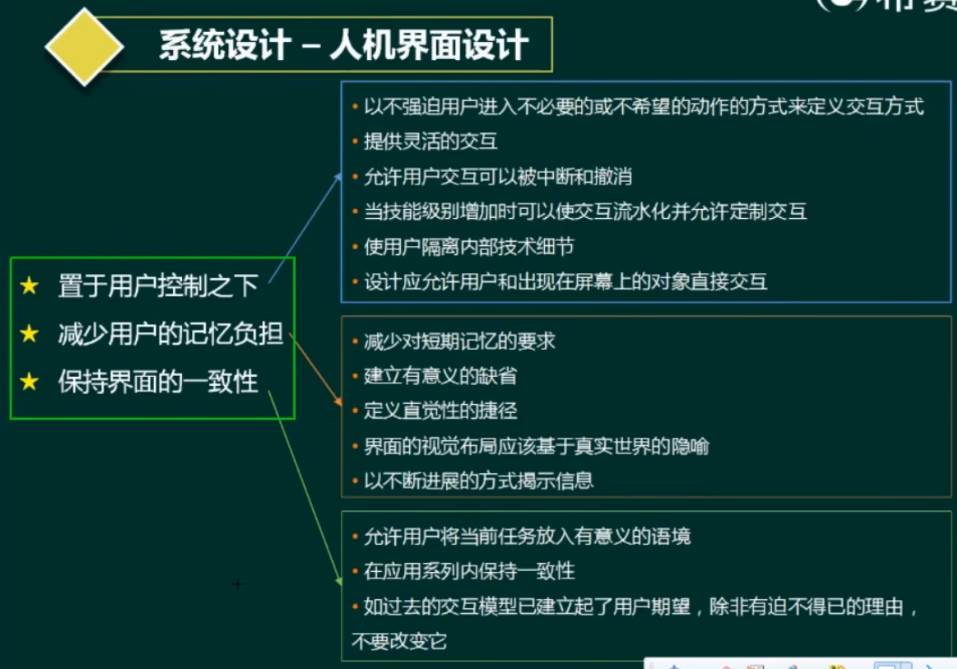 系统设计 – 人机界面设计
★ 置于用户控制之下
★ 减少用户的记忆负担
★ 保持界面的一致性
• 以不强迫用户进入不必要的或不希望的动作的方式来定义交互方式
• 提供灵活的交互
• 允许用户交互可以被中断和撤消
• 当技能级别增加时可以使交互流水化并允许定制交互
• 使用户隔离内部技术细节
• 设计应允许用户和出现在屏幕上的对象直接交互
• 减少对短期记忆的要求
• 建立有意义的缺省
• 定义直觉性的捷径
• 界面的视觉布局应该基于真实世界的隐喻
• 以不断进展的方式揭示信息
• 允许用户将当前任务放入有意义的语境
• 在应用系列内保持一致性
• 如过去的交互模型已建立起了用户期望，除非有迫不得已的理由，
不要改变它